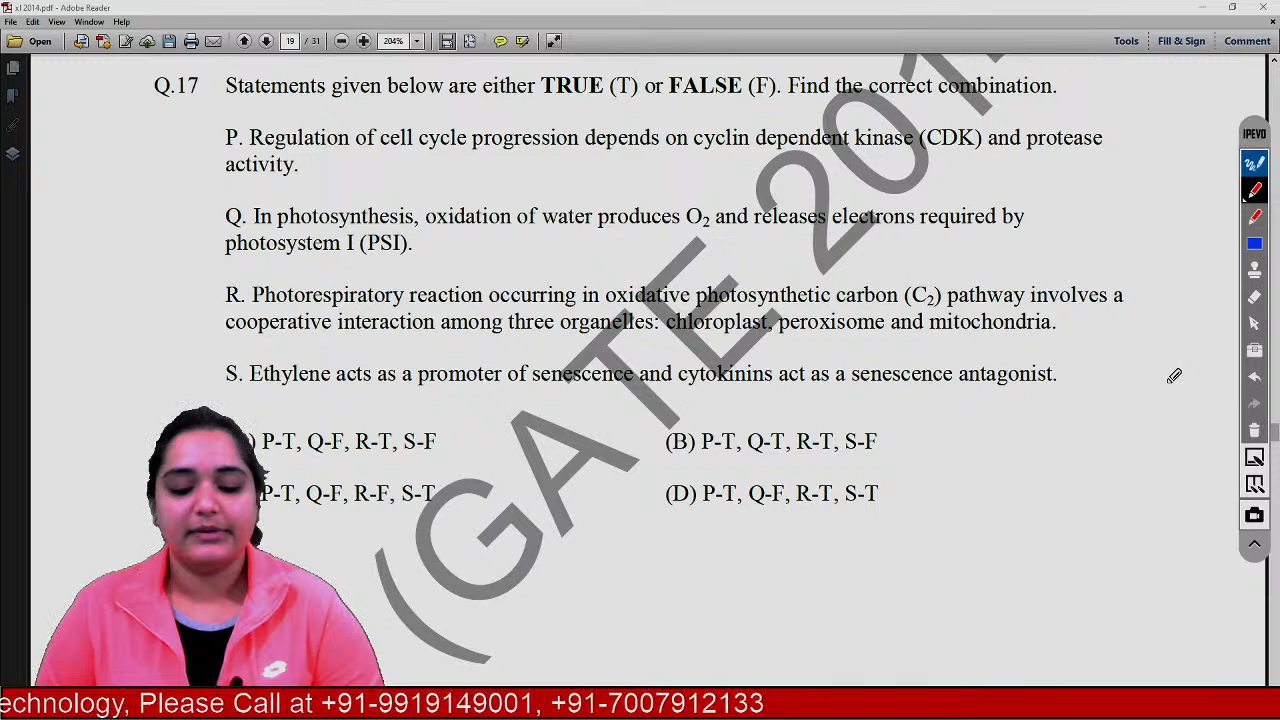 xl 2014.pdf - Adobe Reader
File Edit View Window Help
Open 19 / 31 204% Tools Fill & Sign Comment
Q.17 Statements given below are either TRUE (T) or FALSE (F). Find the correct combination.
P. Regulation of cell cycle progression depends on cyclin dependent kinase (CDK) and protease
activity.
Q. In photosynthesis, oxidation of water produces O₂ and releases electrons required by
photosystem I (PSI).
R. Photorespiratory reaction occurring in oxidative photosynthetic carbon (C₂) pathway involves a
cooperative interaction among three organelles: chloroplast, peroxisome and mitochondria.
S. Ethylene acts as a promoter of senescence and cytokinins act as a senescence antagonist.
) P-T, Q-F, R-T, S-F (B) P-T, Q-T, R-T, S-F
P-T, Q-F, R-F, S-T (D) P-T, Q-F, R-T, S-T
(GATE 201
IPEVO
echnology, Please Call at +91-9919149001, +91-7007912133